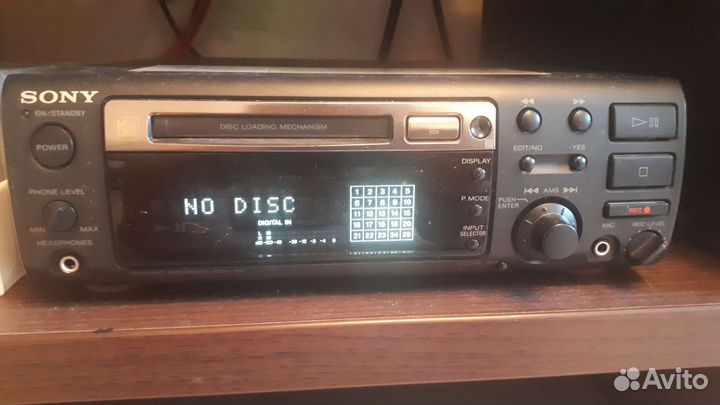 SONY
ON/STANDBY
DISC LOADING MECHANISM
POWER
EDIT/NO
YES
DISPLAY
PHONE LEVEL
MIN
MAX
HEADPHONES
NO DISC
DIGITAL IN
1 2 3 4 5
6 7 8 9 10
11 12 13 14 15
16 17 18 19 20
21 22 23 24 25
P.MODE
INPUT
SELECTOR
AMS
PUSH
ENTER
REC
MIC
REC LEVEL
Avito